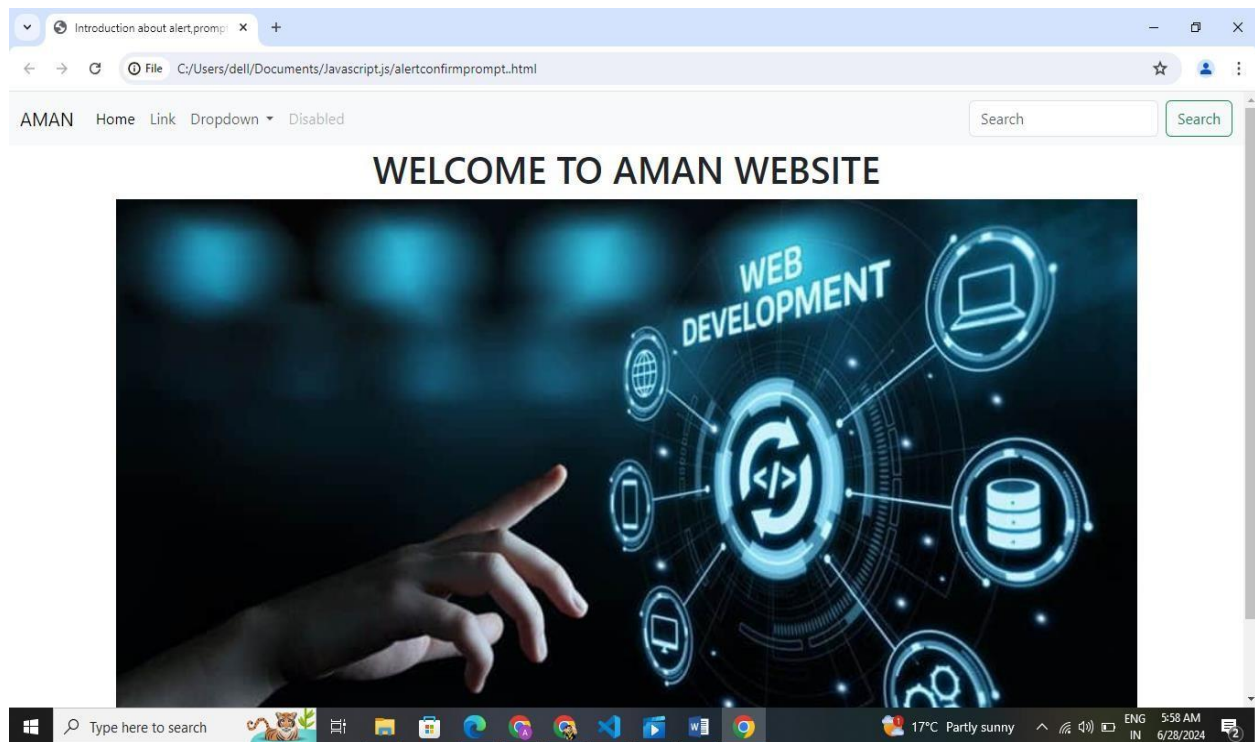 Introduction about alert,promp
C:/Users/dell/Documents/Javascript.js/alertconfirmprompt..html
File
AMAN Home Link Dropdown Disabled Search Search
WELCOME TO AMAN WEBSITE
WEB
DEVELOPMENT
</>
Type here to search 17°C Partly sunny ENG 5:58 AM
IN 6/28/2024 2